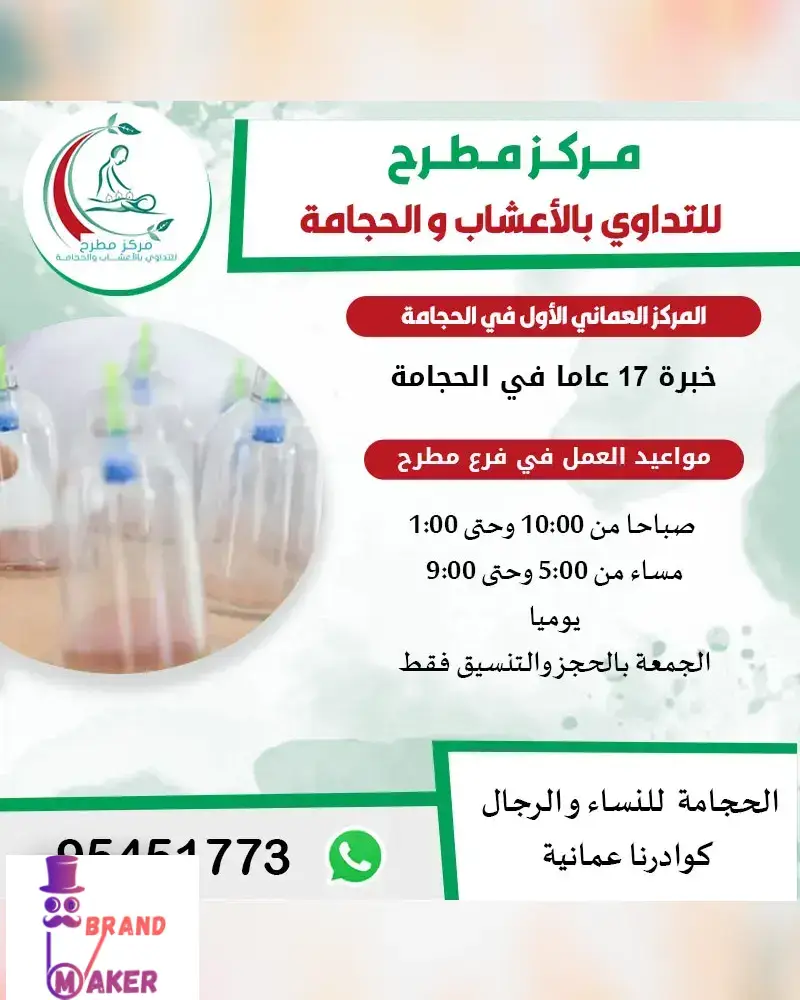 مركز مطرح
للتداوي بالأعشاب و الحجامة
مركز مطرح
للتداوي بالأعشاب والحجامة
المركز العماني الأول في الحجامة
خبرة 17 عاما في الحجامة
مواعيد العمل في فرع مطرح
صباحا من 10:00 وحتى 1:00
مساء من 5:00 وحتى 9:00
يوميا
الجمعة بالحجز والتنسيق فقط
الحجامة للنساء والرجال
كوادرنا عمانية
95451773
BRAND
MAKER